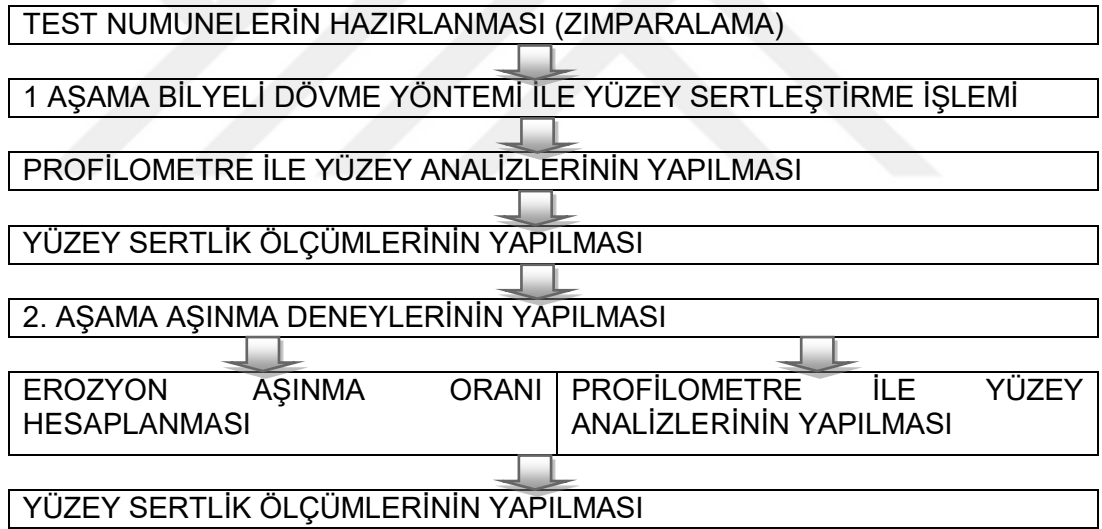 TEST NUMUNELERİN HAZIRLANMASI (ZIMPARALAMA)
1 AŞAMA BİLYELİ DÖVME YÖNTEMİ İLE YÜZEY SERTLEŞTİRME İŞLEMİ
PROFİLOMETRE İLE YÜZEY ANALİZLERİNİN YAPILMASI
YÜZEY SERTLİK ÖLÇÜMLERİNİN YAPILMASI
2. AŞAMA AŞINMA DENEYLERİNİN YAPILMASI
EROZYON AŞINMA ORANI
HESAPLANMASI
PROFİLOMETRE İLE YÜZEY
ANALİZLERİNİN YAPILMASI
YÜZEY SERTLİK ÖLÇÜMLERİNİN YAPILMASI